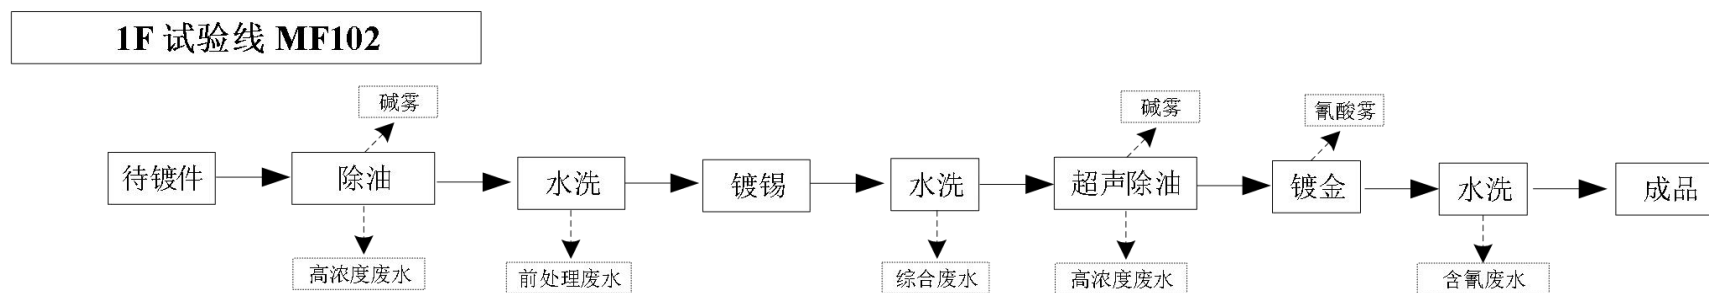 1F 试验线 MF102
碱雾
碱雾
氰酸雾
待镀件
除油
水洗
镀锡
水洗
超声除油
镀金
水洗
成品
高浓度废水
前处理废水
综合废水
高浓度废水
含氰废水